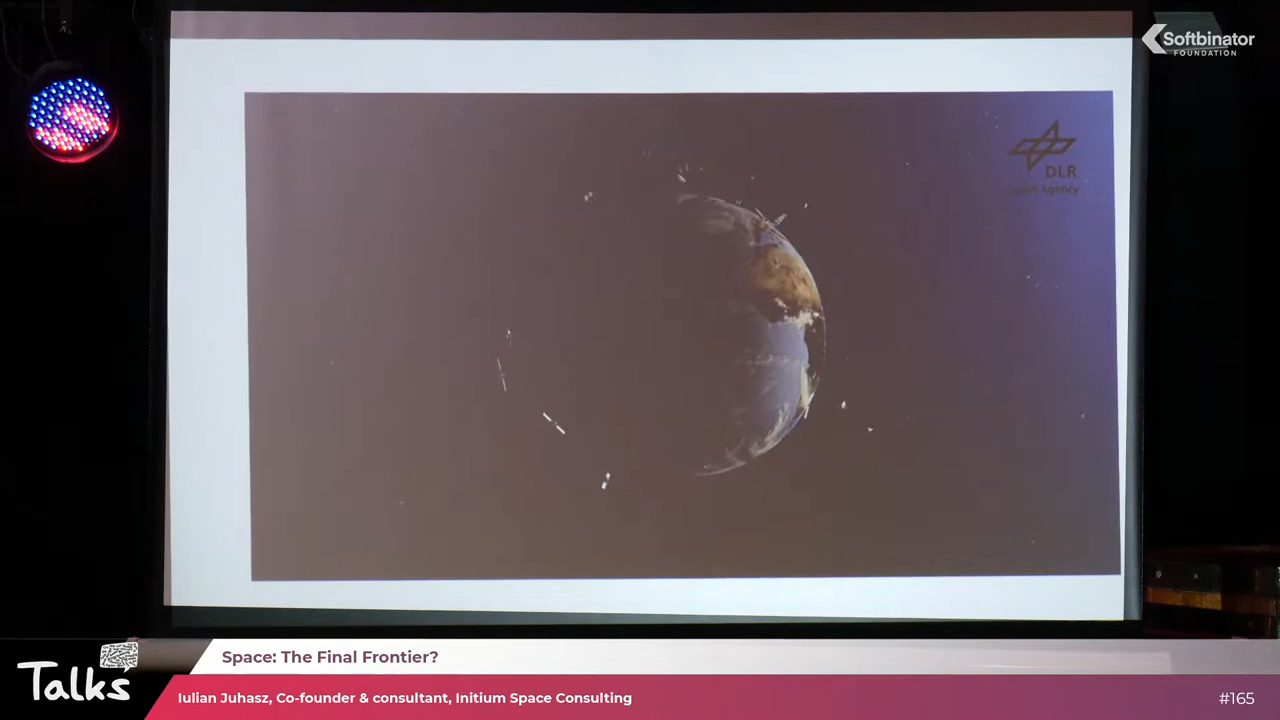 Softbinator
FOUNDATION
DLR
Space Agency
Talks
Space: The Final Frontier?
Iulian Juhasz, Co-founder & consultant, Initium Space Consulting
#165